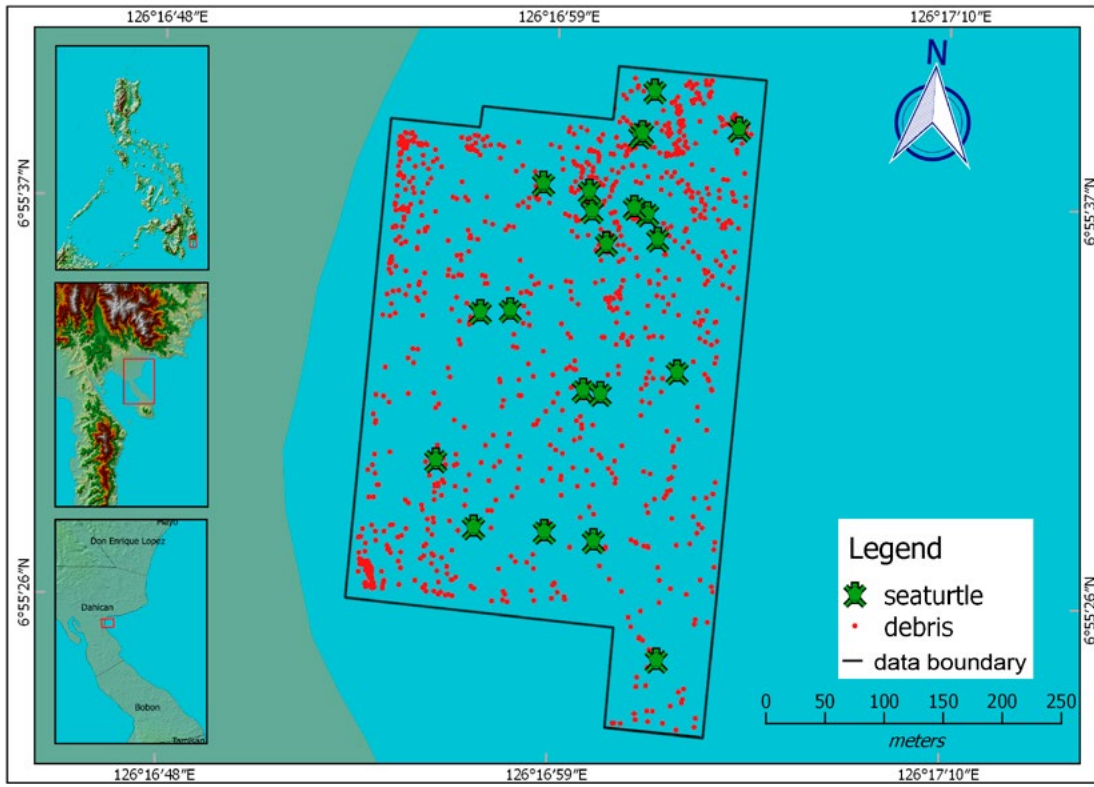 126°16'48"E
126°16'59"E
126°17'10"E
N
6°55'37"N
6°55'37"N
Don Enrique Lopez
Dahican
Bobon
6°55'26"N
6°55'26"N
Legend
seaturtle
debris
data boundary
0 50 100 150 200 250
meters
126°16'48"E
126°16'59"E
126°17'10"E